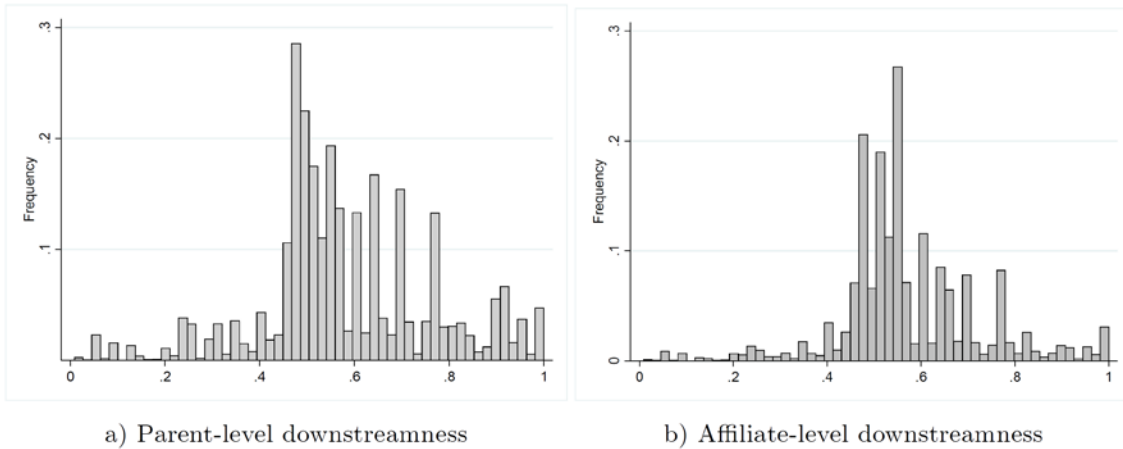 .3
.2
.1
Frequency
0 .2 .4 .6 .8 1
a) Parent-level downstreamness
.3
.2
.1
0
Frequency
0 .2 .4 .6 .8 1
b) Affiliate-level downstreamness